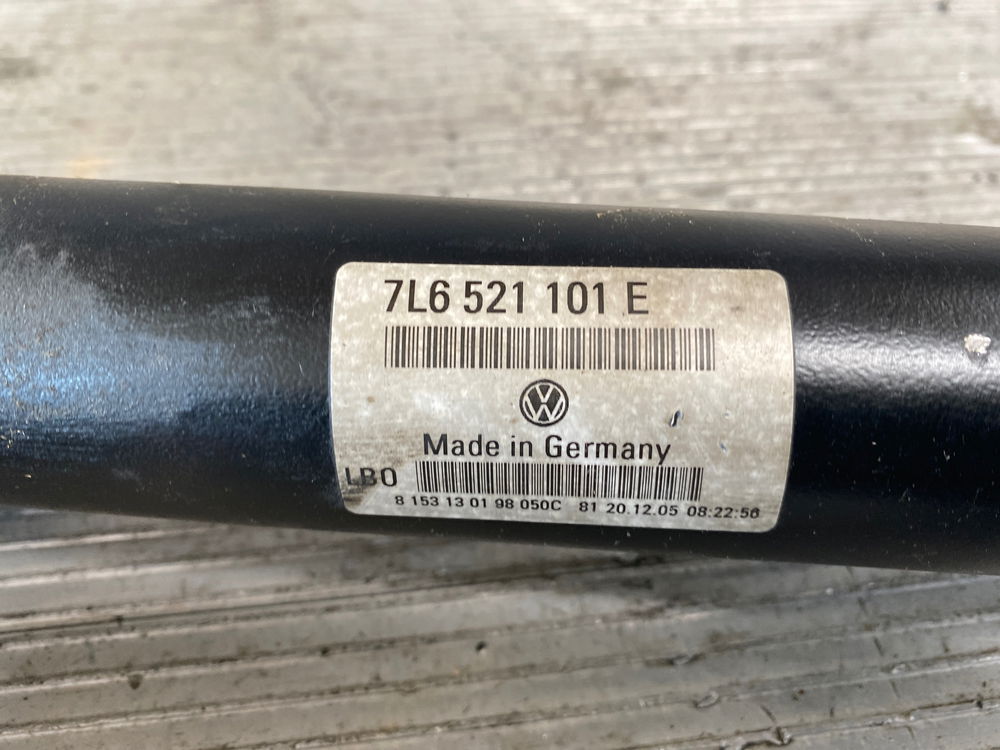 7L6 521 101 E
Made in Germany
LBO
8 153 13 01 98 050C 81 20.12.05 08:22:56